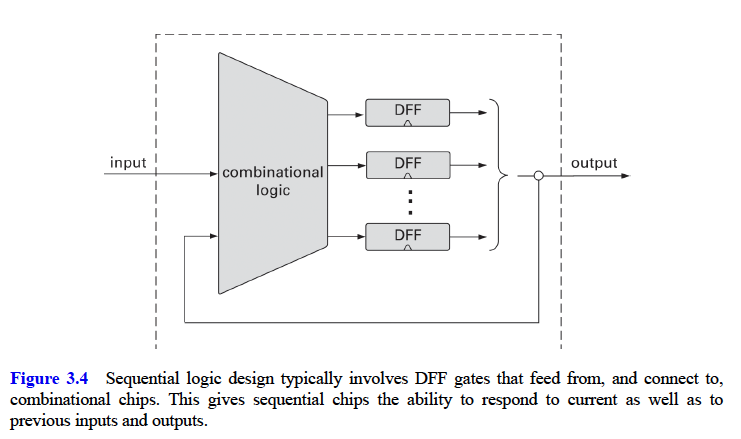 DFF
input
DFF
output
combinational
logic
DFF
Figure 3.4 Sequential logic design typically involves DFF gates that feed from, and connect to,
combinational chips. This gives sequential chips the ability to respond to current as well as to
previous inputs and outputs.